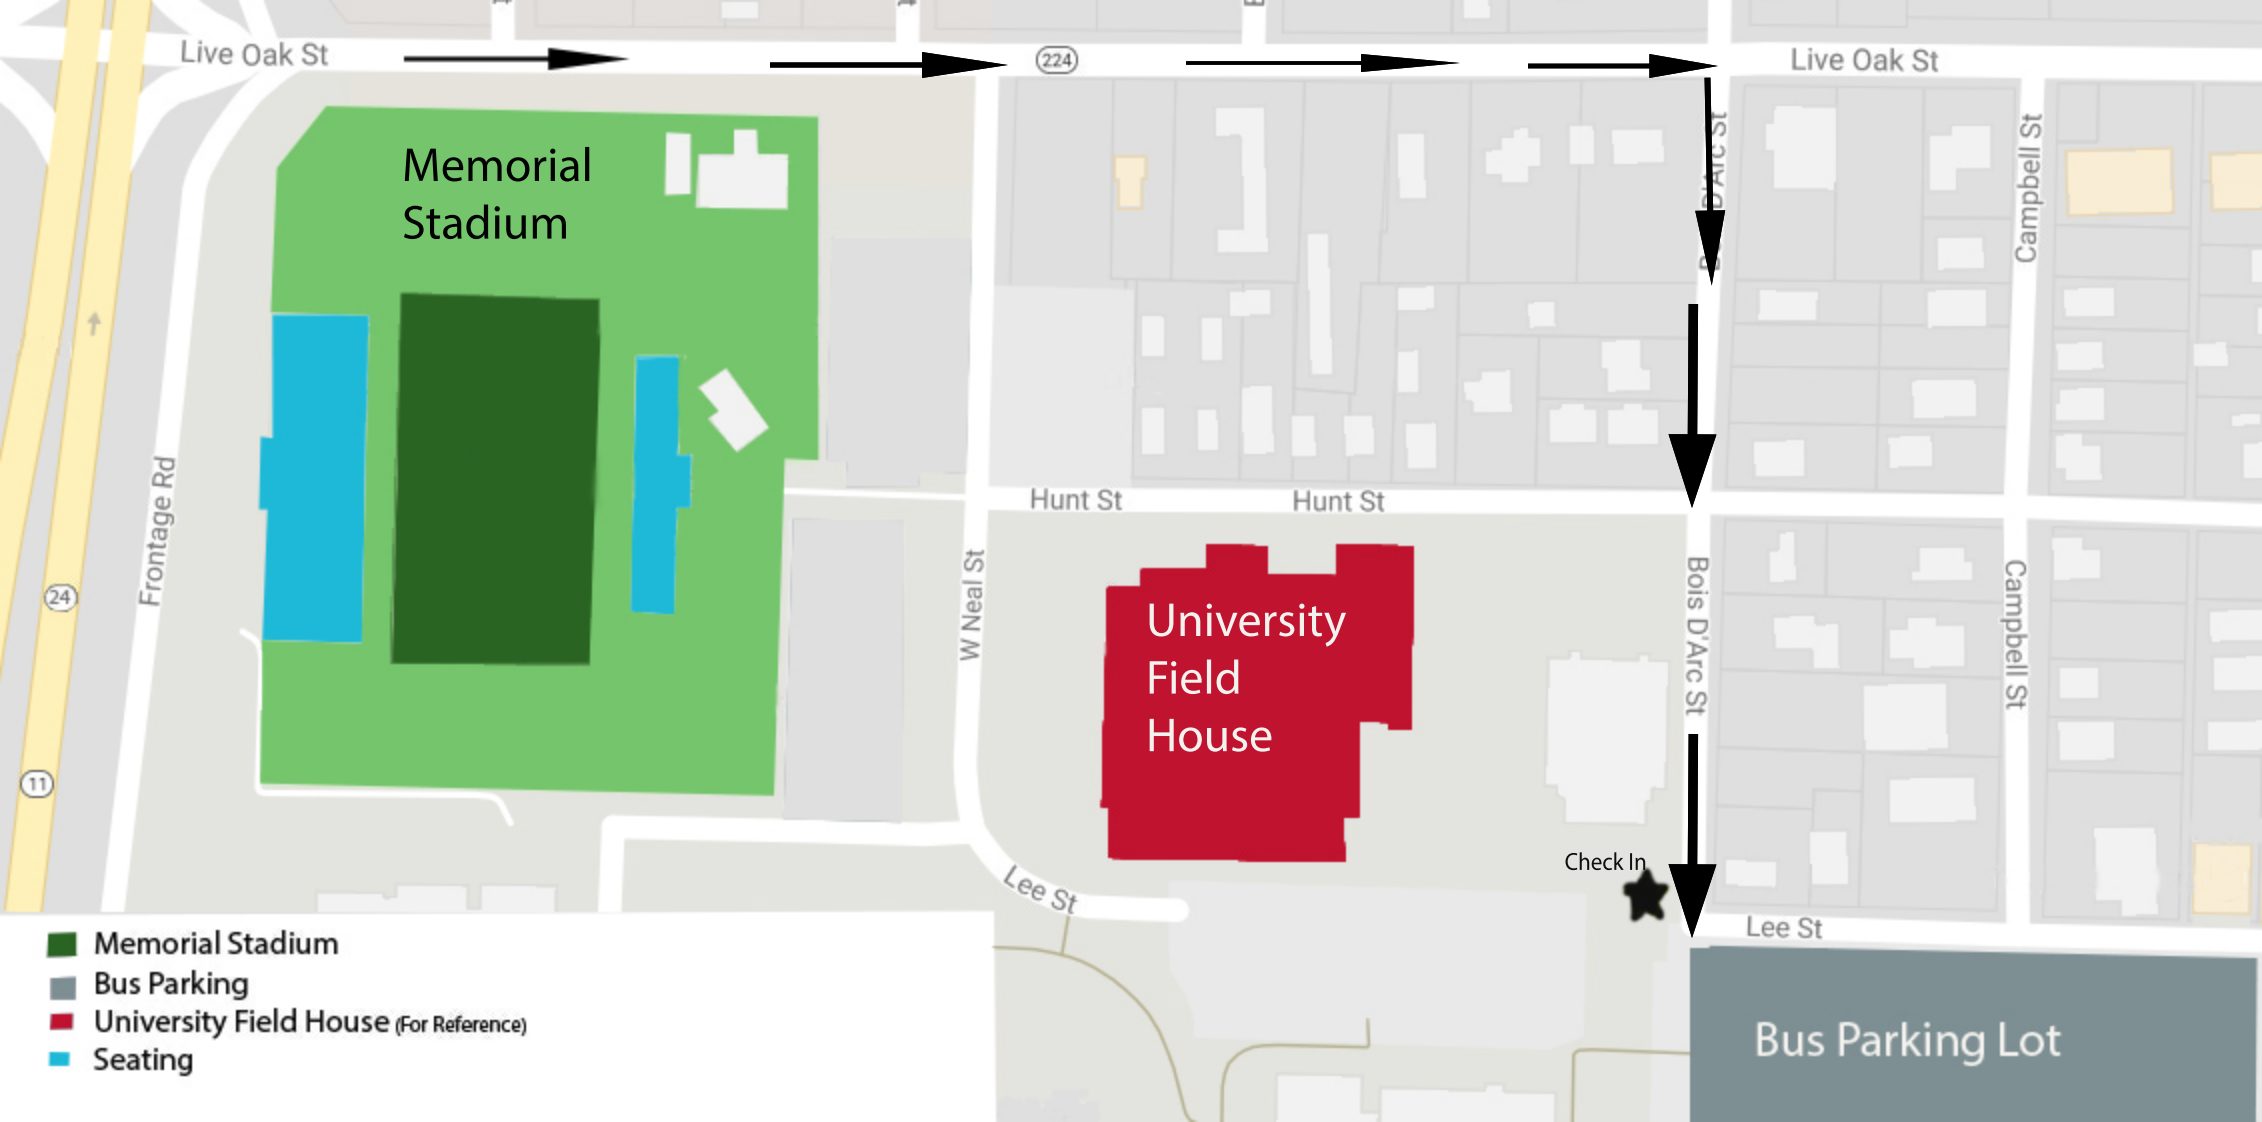 Live Oak St
224
Live Oak St
Memorial
Stadium
Campbell St
Frontage Rd
Hunt St
Hunt St
W Neal St
24
11
University
Field
House
Bois D'Arc St
Campbell St
Check In
Lee St
Lee St
Bus Parking Lot
Memorial Stadium
Bus Parking
University Field House (For Reference)
Seating